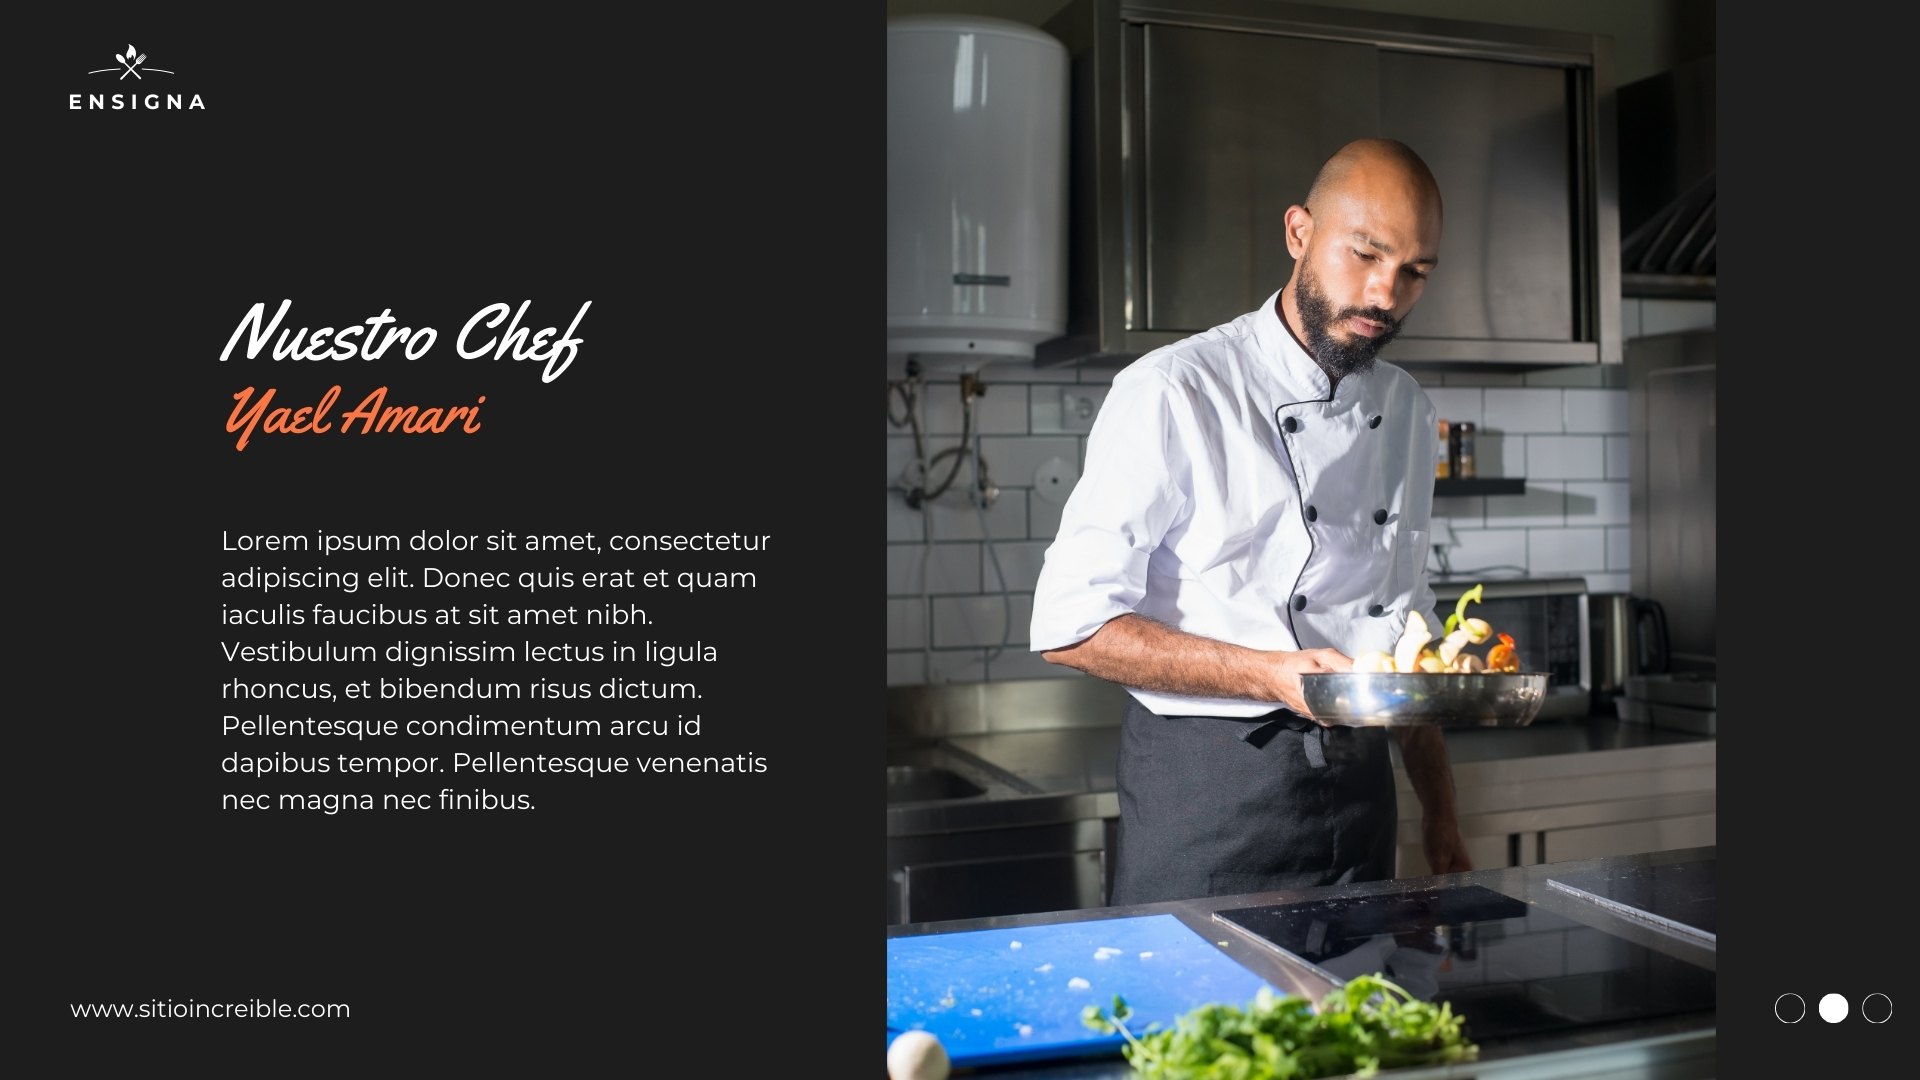 ENSIGNA
Nuestro Chef
Yael Amari
Lorem ipsum dolor sit amet, consectetur
adipiscing elit. Donec quis erat et quam
iaculis faucibus at sit amet nibh.
Vestibulum dignissim lectus in ligula
rhoncus, et bibendum risus dictum.
Pellentesque condimentum arcu id
dapibus tempor. Pellentesque venenatis
nec magna nec finibus.
www.sitioincreible.com